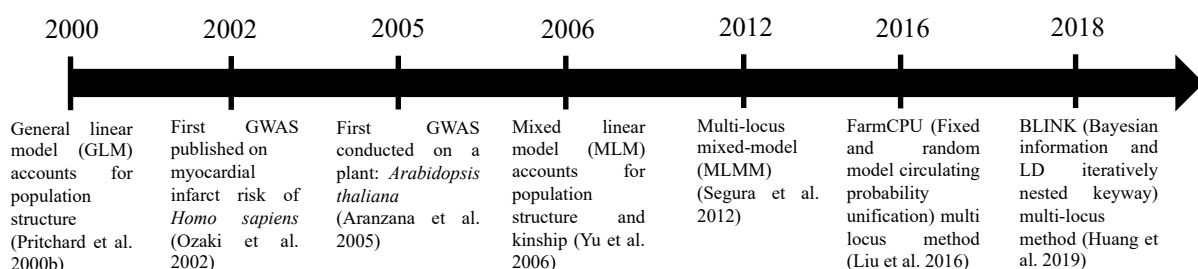 2000 2002 2005 2006 2012 2016 2018
General linear
model (GLM)
accounts for
population
structure
(Pritchard et al.
2000b)
First GWAS
published on
myocardial
infarct risk of
Homo sapiens
(Ozaki et al.
2002)
First GWAS
conducted on a
plant: Arabidopsis
thaliana
(Aranzana et al.
2005)
Mixed linear
model (MLM)
accounts for
population
structure and
kinship (Yu et al.
2006)
Multi-locus
mixed-model
(MLMM)
(Segura et al.
2012)
FarmCPU (Fixed
and random
model circulating
probability
unification) multi
locus method
(Liu et al. 2016)
BLINK (Bayesian
information and
LD iteratively
nested keyway)
multi-locus
method (Huang et
al. 2019)